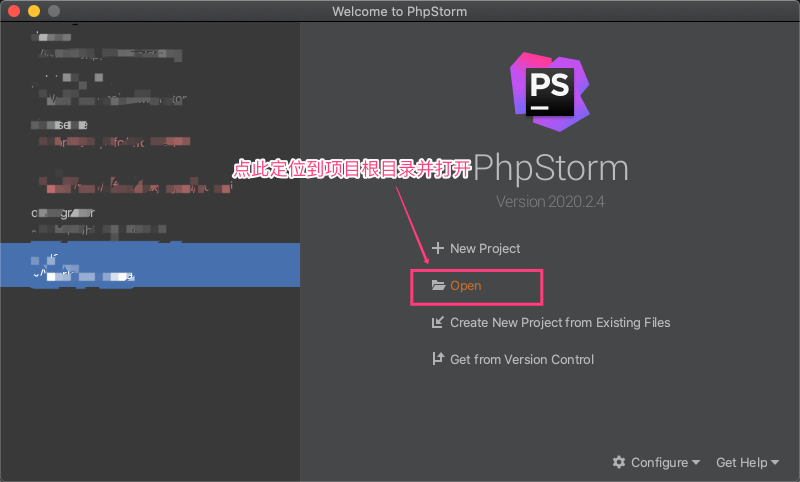 Welcome to PhpStorm
PS
点此定位到项目根目录并打开
PhpStorm
Version 2020.2.4
New Project
Open
Create New Project from Existing Files
Get from Version Control
Configure
Get Help